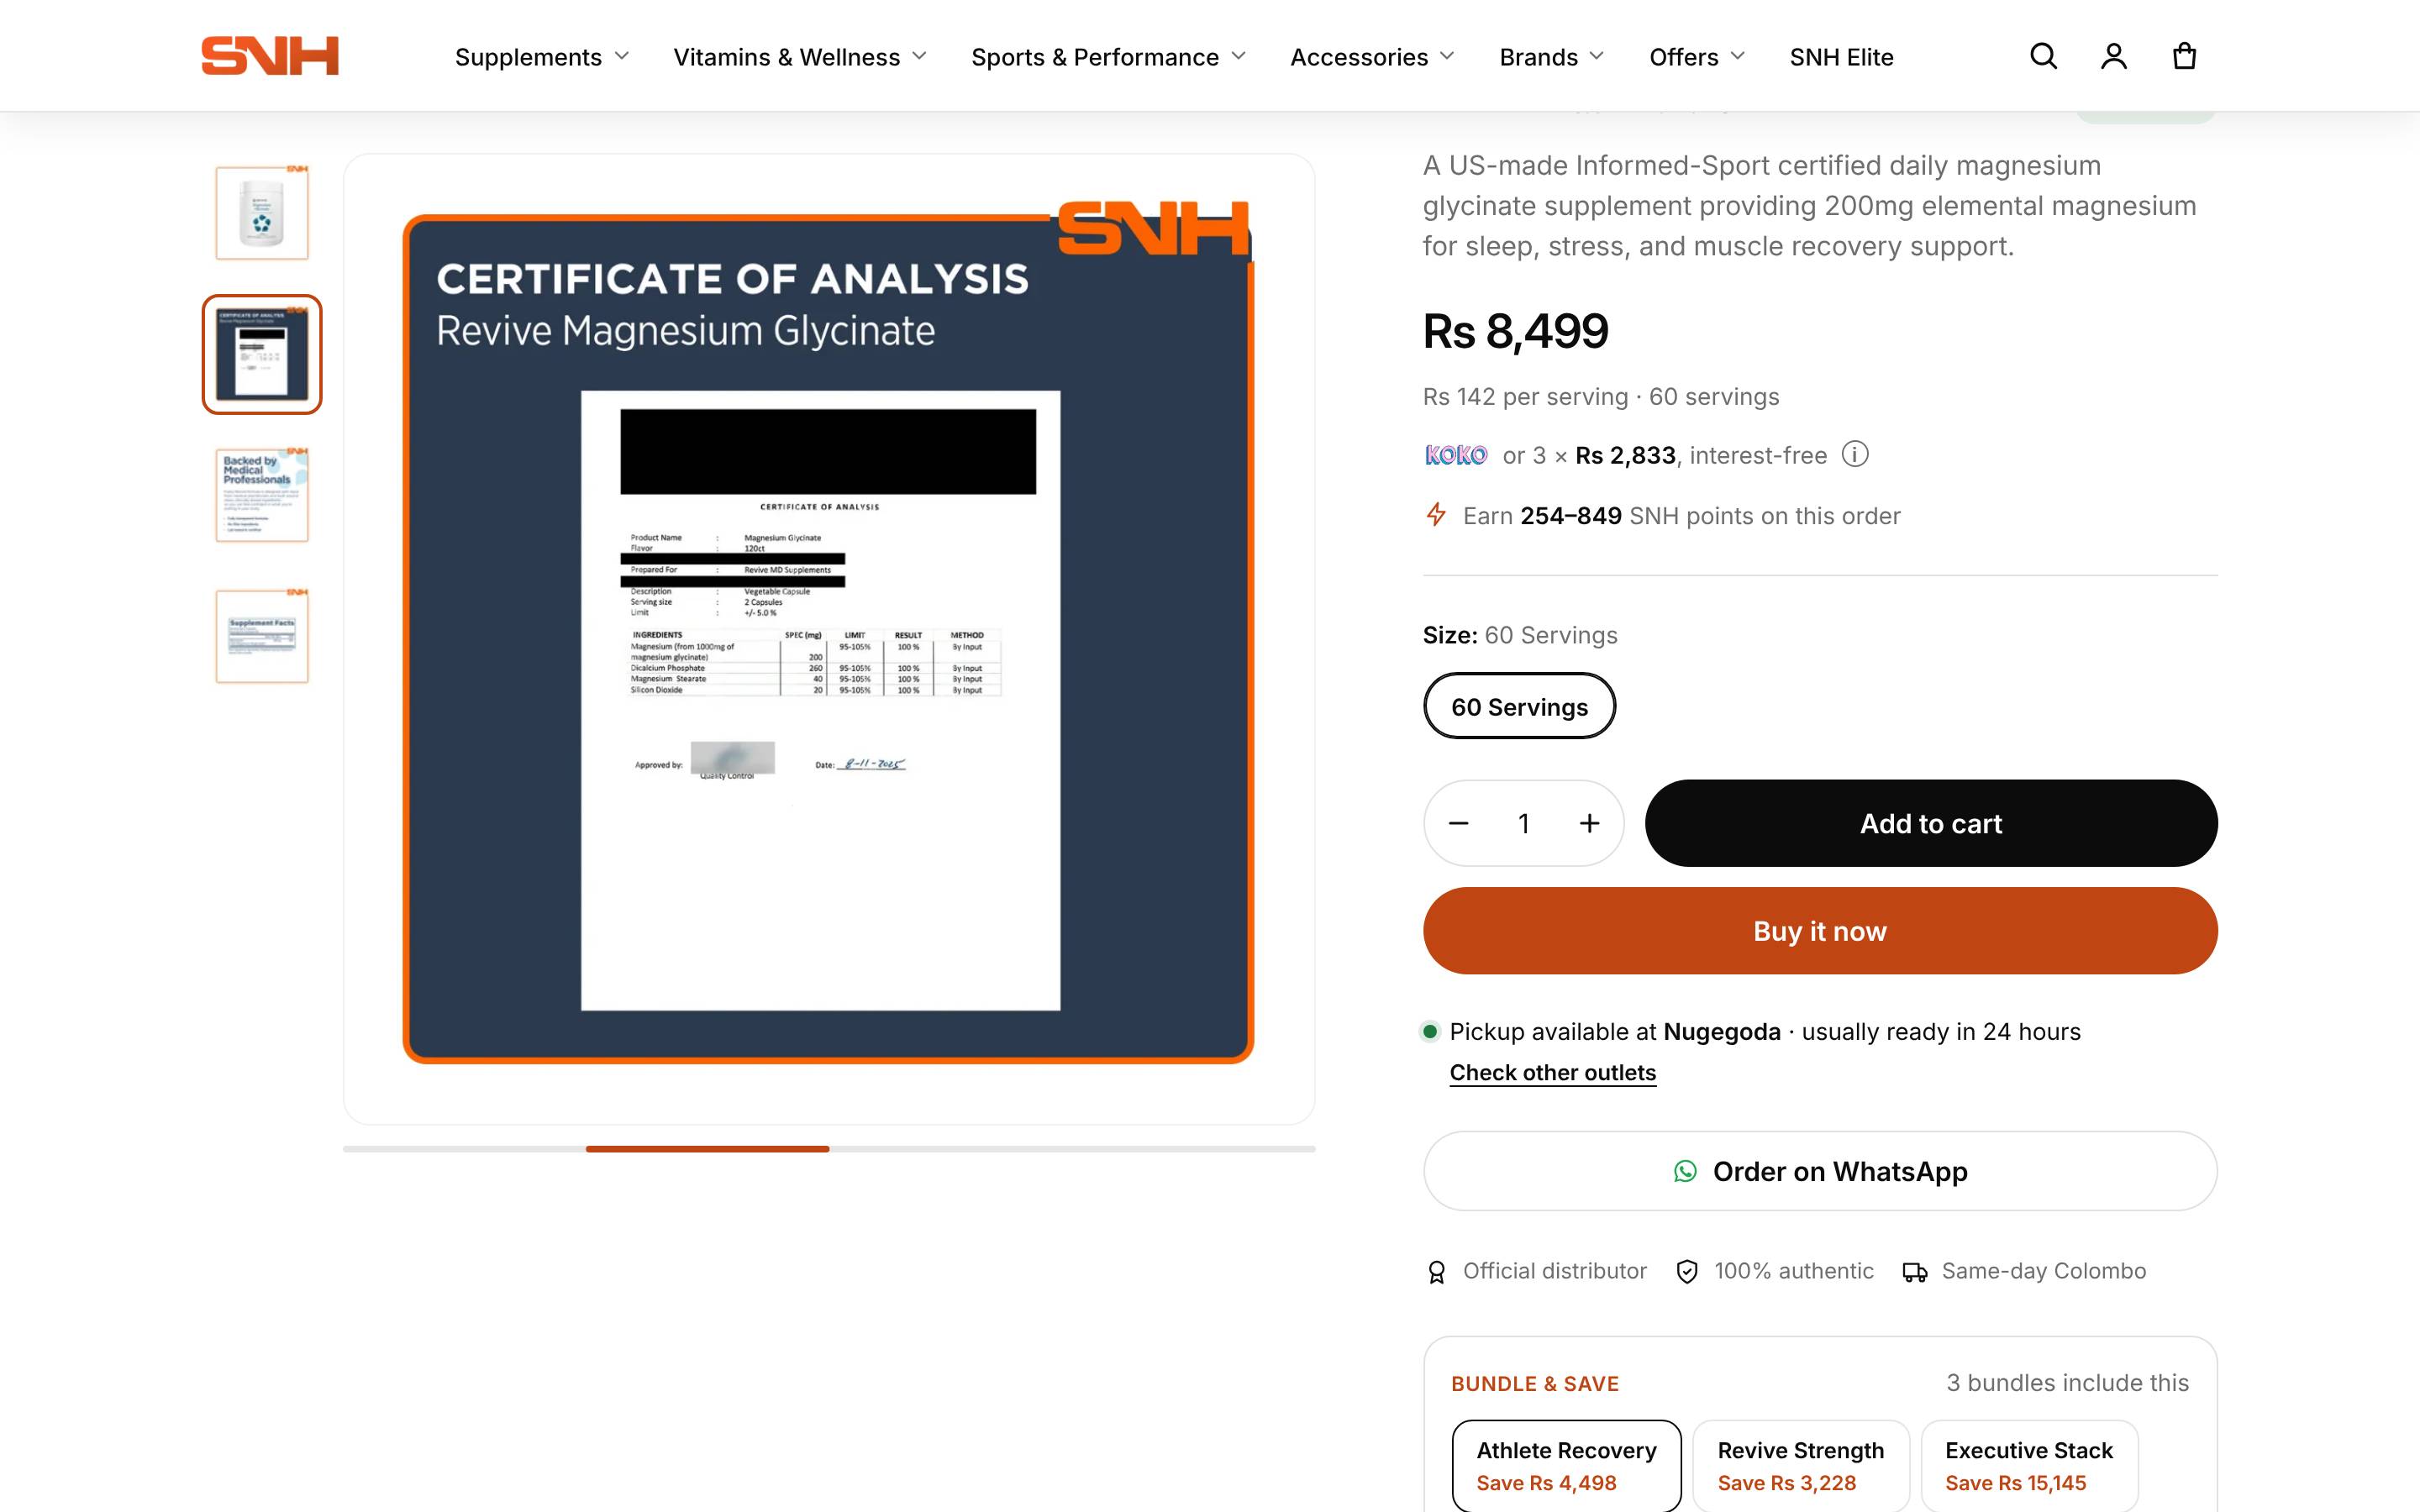 SNH
Supplements
Vitamins & Wellness
Sports & Performance
Accessories
Brands
Offers
SNH Elite
SNH
Backed by
Medical
Professionals
Supplement Facts
SNH
CERTIFICATE OF ANALYSIS
Revive Magnesium Glycinate
CERTIFICATE OF ANALYSIS
Product Name : Magnesium Glycinate
Flavor : 120ct
Prepared For : Revive MD Supplements
Description : Vegetable Capsule
Serving size : 2 Capsules
Limit : +/- 5.0 %
INGREDIENTS SPEC (mg) LIMIT RESULT METHOD
Magnesium (from 1000mg of 95-105% 100 % By Input
magnesium glycinate) 200
Dicalcium Phosphate 260 95-105% 100 % By Input
Magnesium Stearate 40 95-105% 100 % By Input
Silicon Dioxide 20 95-105% 100 % By Input
Approved by: Date: 8-11-2025
Quality Control
A US-made Informed-Sport certified daily magnesium
glycinate supplement providing 200mg elemental magnesium
for sleep, stress, and muscle recovery support.
Rs 8,499
Rs 142 per serving · 60 servings
KOKO or 3 × Rs 2,833, interest-free
Earn 254–849 SNH points on this order
Size: 60 Servings
60 Servings
1
Add to cart
Buy it now
Pickup available at Nugegoda · usually ready in 24 hours
Check other outlets
Order on WhatsApp
Official distributor
100% authentic
Same-day Colombo
BUNDLE & SAVE
3 bundles include this
Athlete Recovery
Save Rs 4,498
Revive Strength
Save Rs 3,228
Executive Stack
Save Rs 15,145